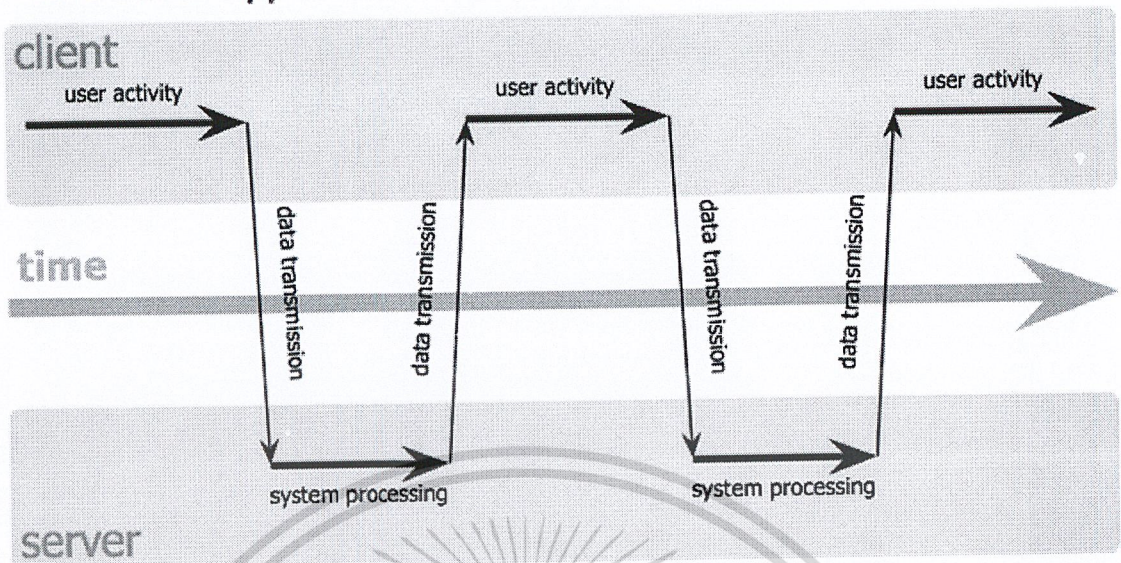 client
user activity
user activity
user activity
data transmission
data transmission
data transmission
data transmission
time
system processing
system processing
server